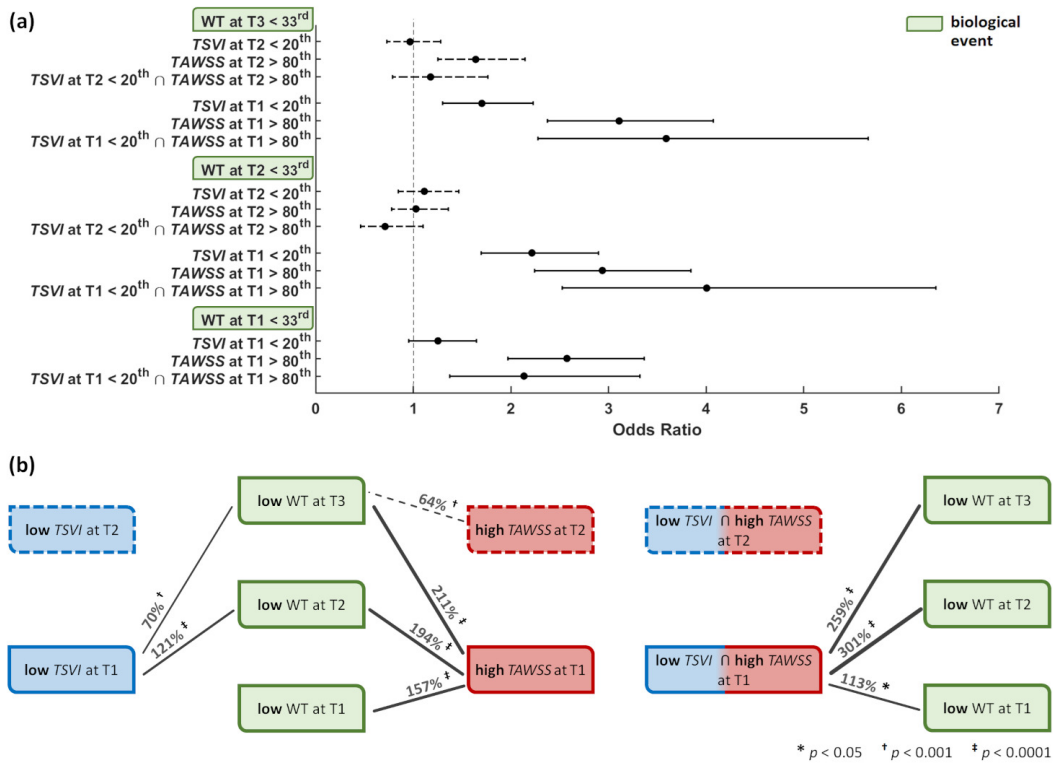 (a)
biological
event
WT at T3 < 33rd
TSVI at T2 < 20th
TAWSS at T2 > 80th
TSVI at T2 < 20th ∩ TAWSS at T2 > 80th
TSVI at T1 < 20th
TAWSS at T1 > 80th
TSVI at T1 < 20th ∩ TAWSS at T1 > 80th
WT at T2 < 33rd
TSVI at T2 < 20th
TAWSS at T2 > 80th
TSVI at T2 < 20th ∩ TAWSS at T2 > 80th
TSVI at T1 < 20th
TAWSS at T1 > 80th
TSVI at T1 < 20th ∩ TAWSS at T1 > 80th
WT at T1 < 33rd
TSVI at T1 < 20th
TAWSS at T1 > 80th
TSVI at T1 < 20th ∩ TAWSS at T1 > 80th
0 1 2 3 4 5 6 7
Odds Ratio
(b)
low TSVI at T2
low TSVI at T1
70% †
121% ‡
low WT at T3
low WT at T2
low WT at T1
64% †
211% ‡
194% ‡
157% ‡
high TAWSS at T2
high TAWSS at T1
low TSVI ∩ high TAWSS
at T2
low TSVI ∩ high TAWSS
at T1
259% ‡
301% ‡
113% *
low WT at T3
low WT at T2
low WT at T1
* p < 0.05 † p < 0.001 ‡ p < 0.0001